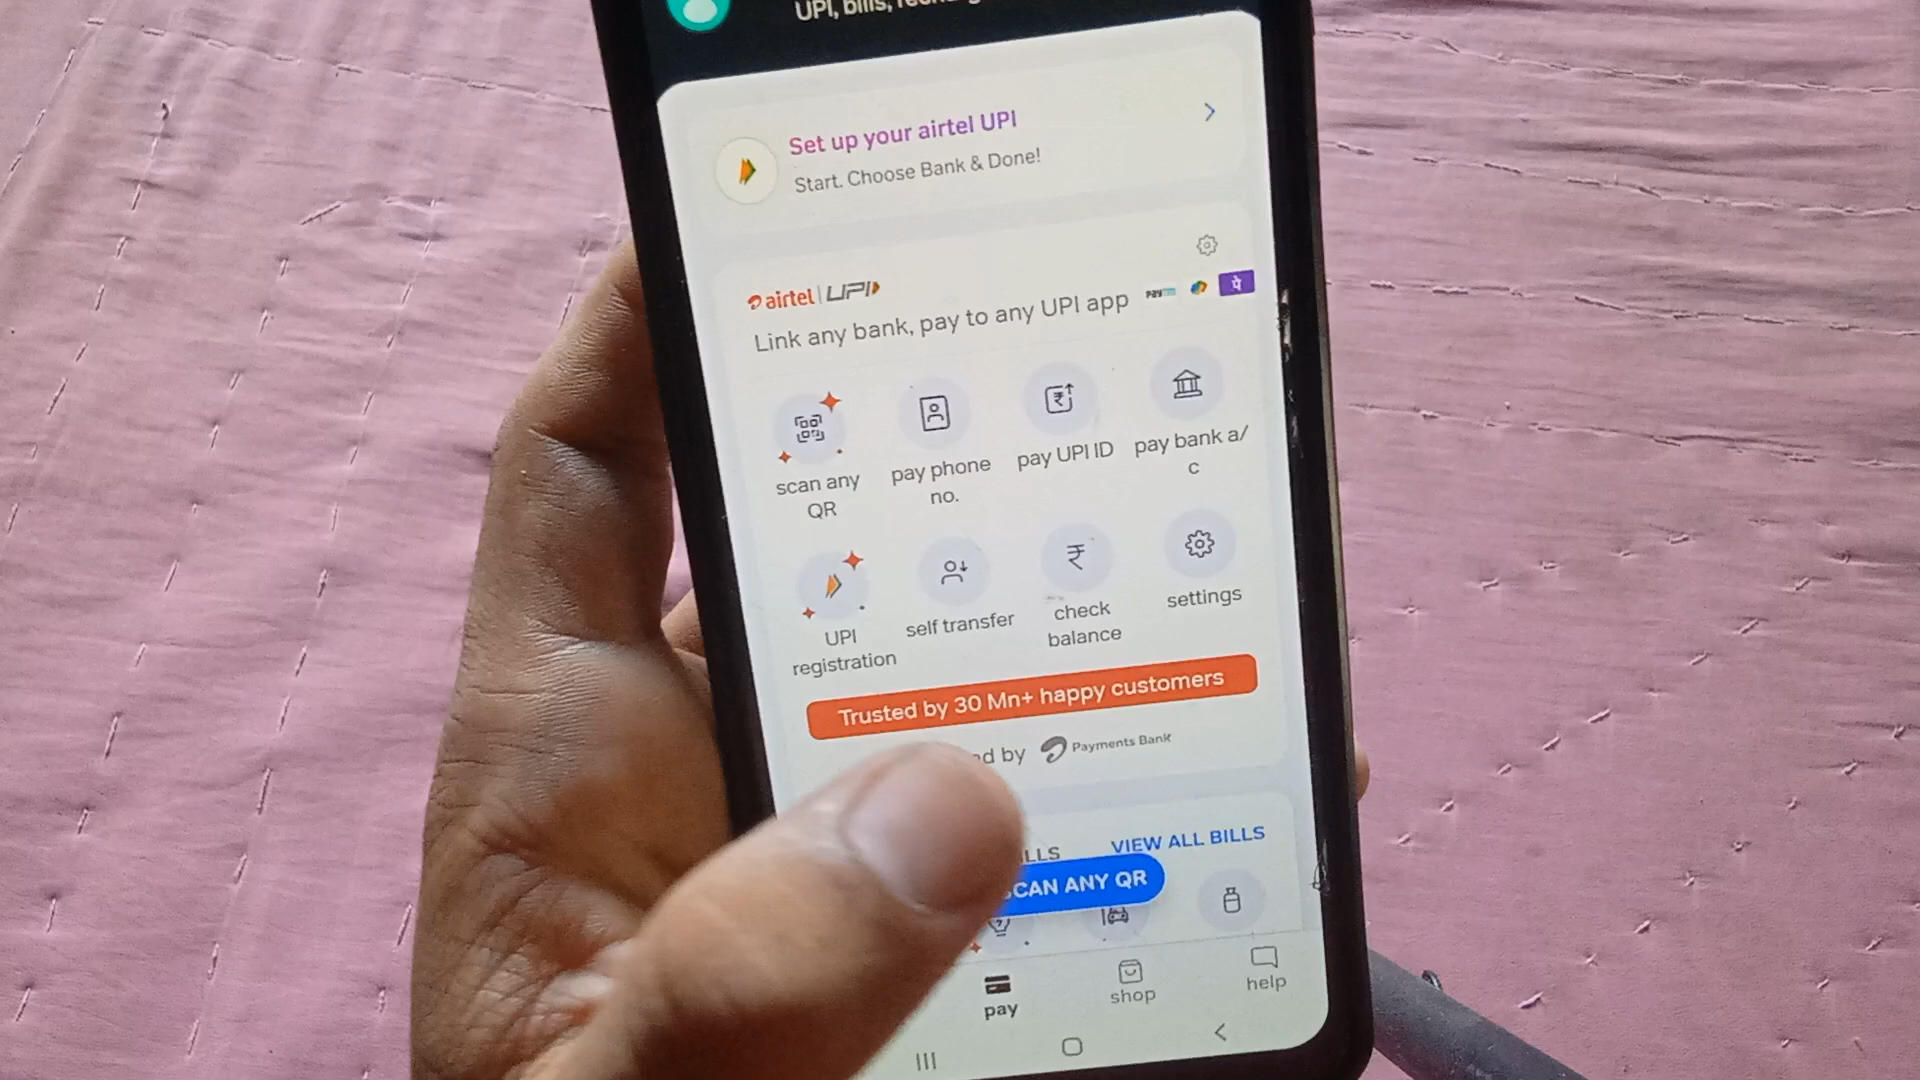 UPI, bills,
Set up your airtel UPI
Start. Choose Bank & Done!
airtel UPI
Link any bank, pay to any UPI app
पे
scan any
QR
pay phone
no.
pay UPI ID
pay bank a/
c
UPI
registration
self transfer
check
balance
settings
Trusted by 30 Mn+ happy customers
by
Payments Bank
VIEW ALL BILLS
SCAN ANY QR
pay
shop
help